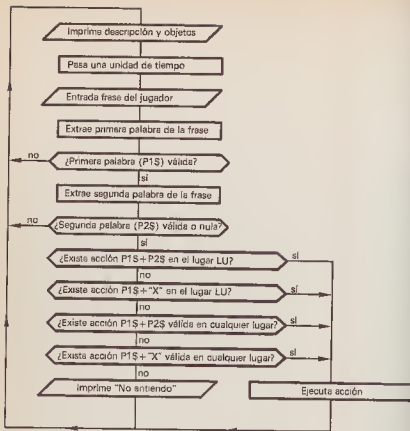 Imprime descripción y objetos
Pasa una unidad de tiempo
Entrada frase del jugador
Extrae primera palabra de la frase
no
¿Primera palabra (P1$) válida?
sí
Extrae segunda palabra de la frase
no
¿Segunda palabra (P2$) válida o nula?
sí
¿Existe acción P1$+P2$ en el lugar LU?
sí
no
¿Existe acción P1$+"X" en el lugar LU?
sí
no
¿Existe acción P1$+P2$ válida en cualquier lugar?
sí
no
¿Existe acción P1$+"X" válida en cualquier lugar?
sí
no
Imprime "No entiendo"
Ejecuta acción